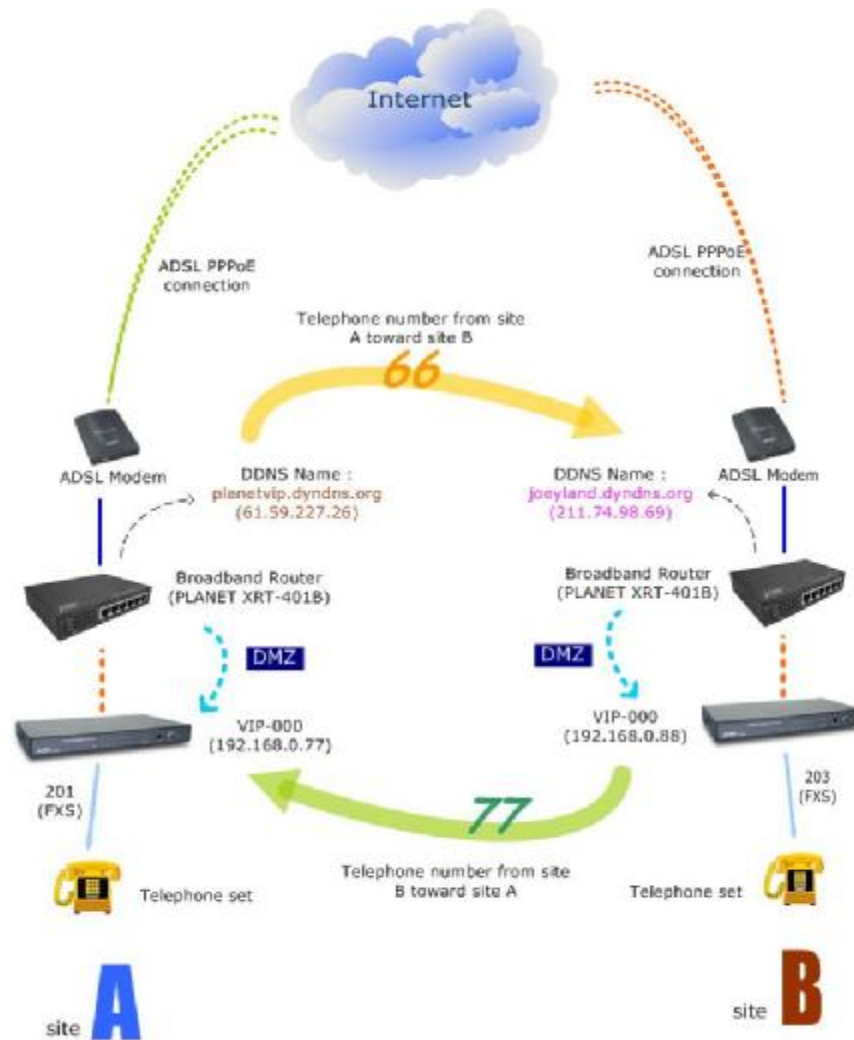 Internet
ADSL PPPoE
connection
ADSL PPPoE
connection
Telephone number from site
A toward site B
66
ADSL Modem
DDNS Name :
planetvip.dyndns.org
(61.59.227.26)
DDNS Name :
joeyland.dyndns.org
(211.74.98.69)
ADSL Modem
Broadband Router
(PLANET XRT-401B)
Broadband Router
(PLANET XRT-401B)
DMZ
DMZ
VIP-000
(192.168.0.77)
VIP-000
(192.168.0.88)
201
(FXS)
203
(FXS)
77
Telephone number from site
B toward site A
Telephone set
Telephone set
site A
site B